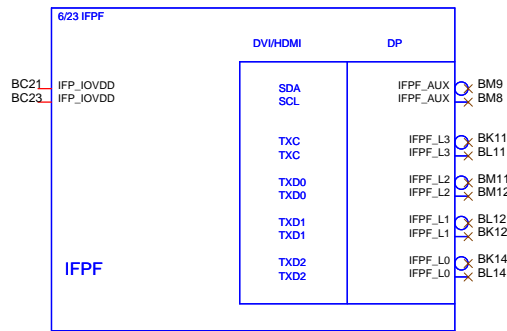 6/23 IFPF
DVI/HDMI DP
BC21 IFP_IOVDD SDA IFPF_AUX BM9
BC23 IFP_IOVDD SCL IFPF_AUX BM8
TXC IFPF_L3 BK11
TXC IFPF_L3 BL11
TXD0 IFPF_L2 BM11
TXD0 IFPF_L2 BM12
TXD1 IFPF_L1 BL12
TXD1 IFPF_L1 BK12
IFPF TXD2 IFPF_L0 BK14
TXD2 IFPF_L0 BL14